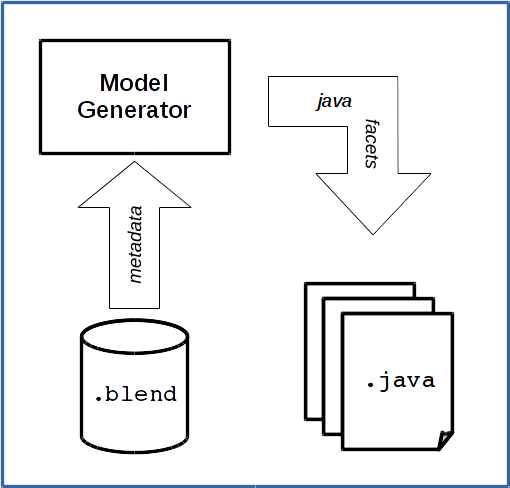 Model
Generator
java
facets
metadata
.blend
.java